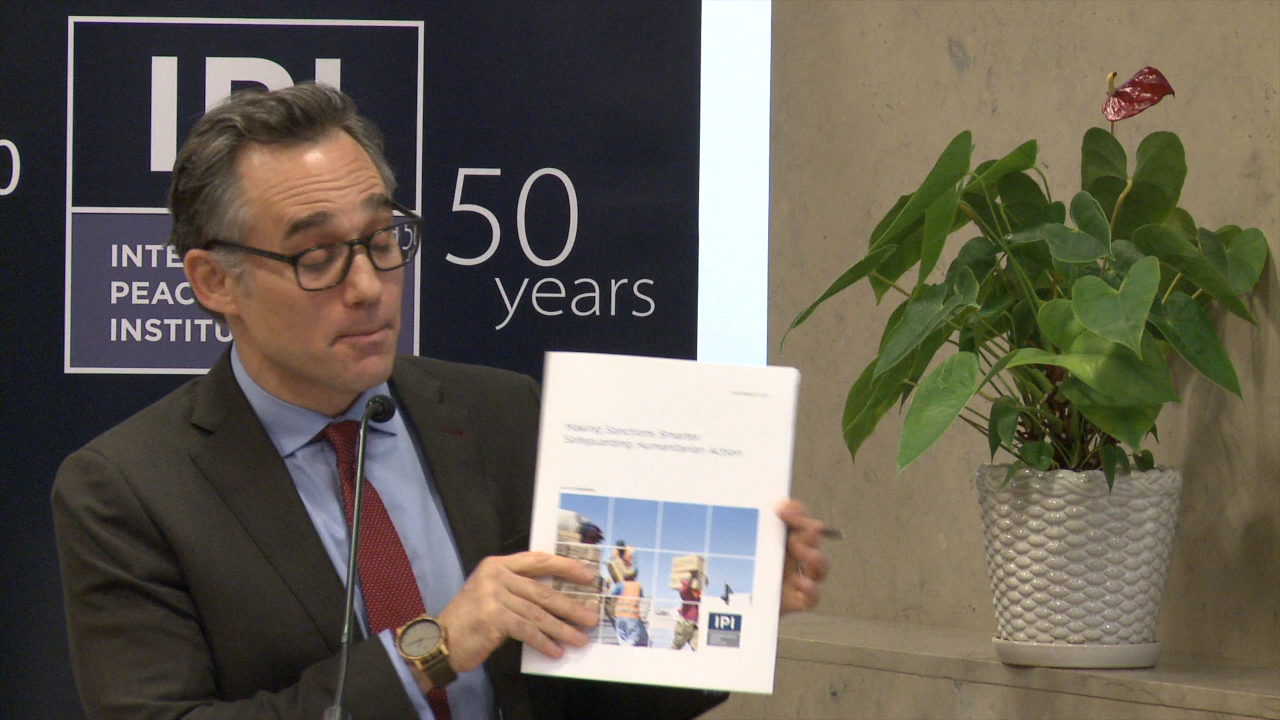 0
IPI
INTE
PEAC
INSTITU
50
years
Making Sanctions Smarter:
Safeguarding Humanitarian Action
IPI